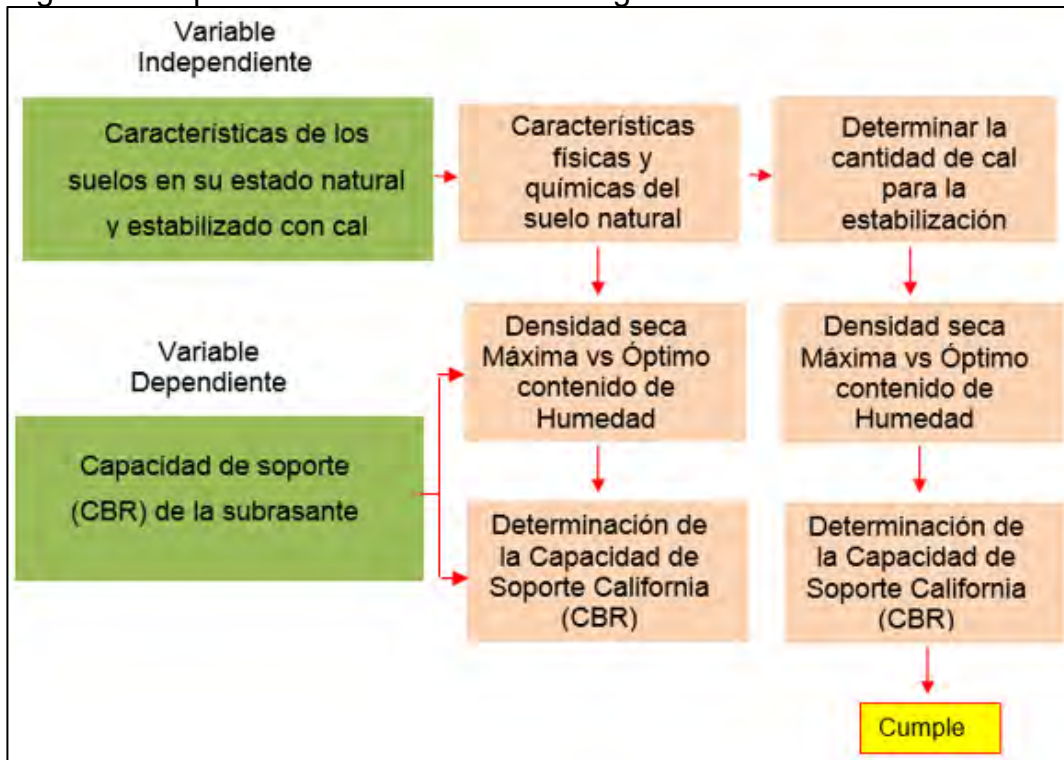 Variable
Independiente
Características de los
suelos en su estado natural
y estabilizado con cal
Características
físicas y
químicas del
suelo natural
Determinar la
cantidad de cal
para la
estabilización
Variable
Dependiente
Capacidad de soporte
(CBR) de la subrasante
Densidad seca
Máxima vs Óptimo
contenido de
Humedad
Densidad seca
Máxima vs Óptimo
contenido de
Humedad
Determinación de
la Capacidad de
Soporte California
(CBR)
Determinación de
la Capacidad de
Soporte California
(CBR)
Cumple